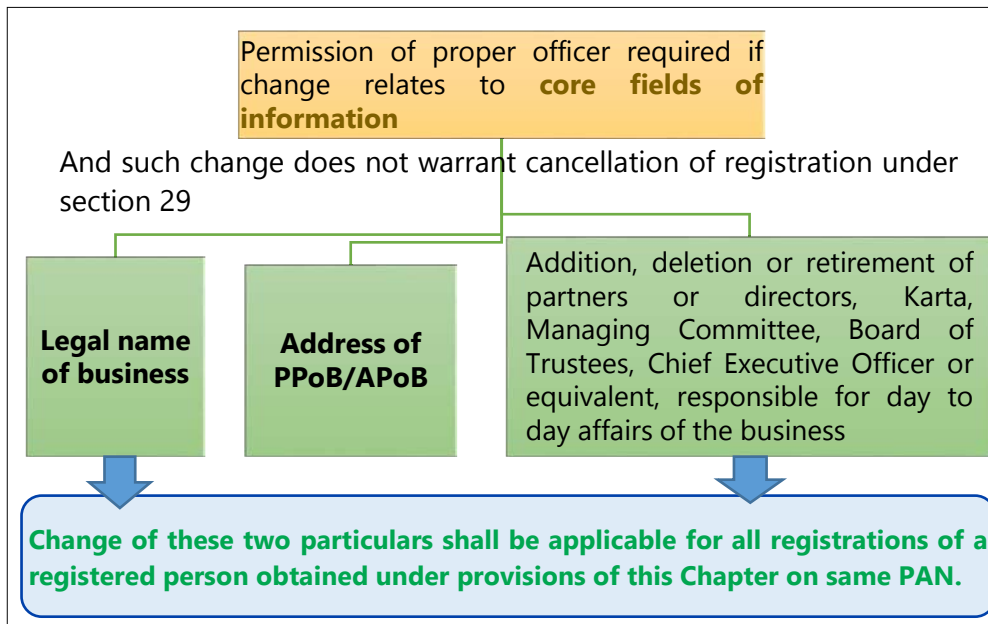 Permission of proper officer required if
change relates to core fields of
information
And such change does not warrant cancellation of registration under
section 29
Legal name
of business
Address of
PPoB/APoB
Addition, deletion or retirement of
partners or directors, Karta,
Managing Committee, Board of
Trustees, Chief Executive Officer or
equivalent, responsible for day to
day affairs of the business
Change of these two particulars shall be applicable for all registrations of a
registered person obtained under provisions of this Chapter on same PAN.